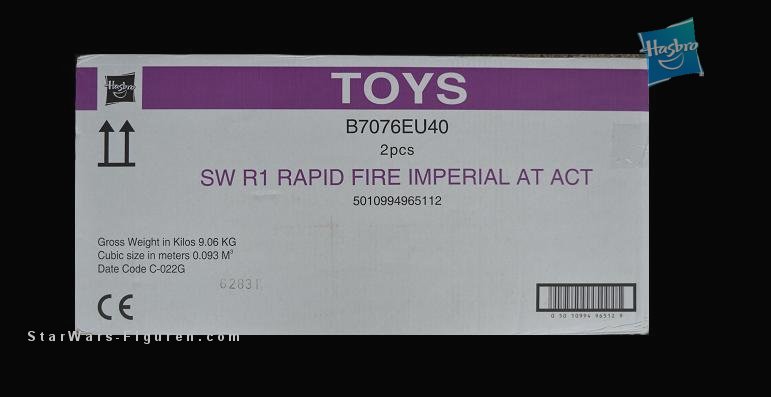 Hasbro
Hasbro
TOYS
B7076EU40
2pcs
SW R1 RAPID FIRE IMPERIAL AT ACT
5010994965112
Gross Weight in Kilos 9.06 KG
Cubic size in meters 0.093 M³
Date Code C-022G
CE
StarWars-Figuren.com